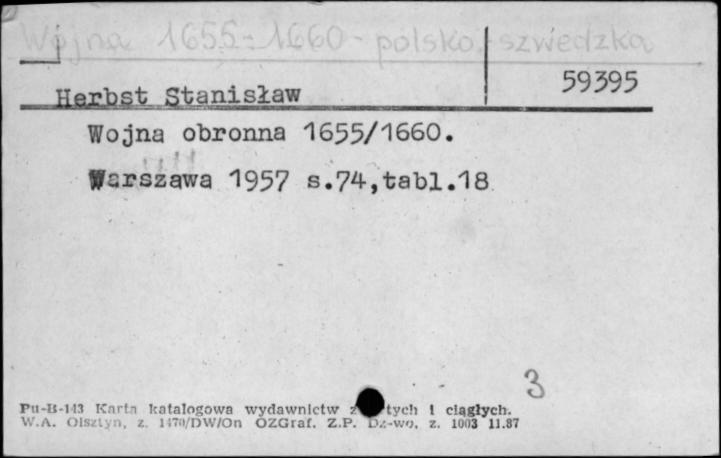 Wojna 1655-1660 - polsko-szwedzka
59395
Herbst Stanisław
Wojna obronna 1655/1660.
Warszawa 1957 s.74,tabl.18
3
Pu-B-143 Karta katalogowa wydawnictw z tych i ciągłych.
W.A. Olsztyn, z. 1470/DW/On OZGraf. Z.P. Dz-wo, z. 1003 11.87